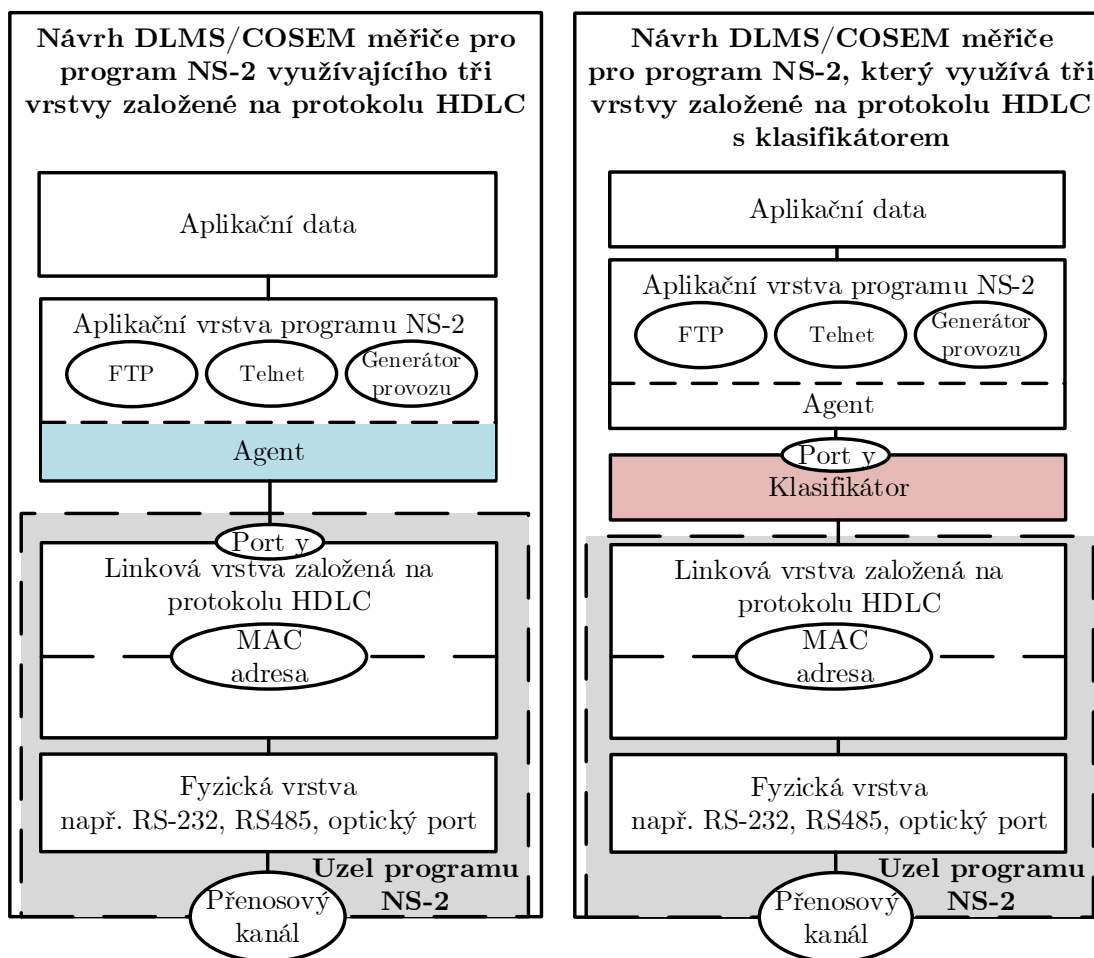 Návrh DLMS/COSEM měřiče pro
program NS-2 využívajícího tři
vrstvy založené na protokolu HDLC
Aplikační data
Aplikační vrstva programu NS-2
FTP
Telnet
Generátor
provozu
Agent
Port y
Linková vrstva založená na
protokolu HDLC
MAC
adresa
Fyzická vrstva
např. RS-232, RS485, optický port
Uzel programu
NS-2
Přenosový
kanál
Návrh DLMS/COSEM měřiče
pro program NS-2, který využívá tři
vrstvy založené na protokolu HDLC
s klasifikátorem
Aplikační data
Aplikační vrstva programu NS-2
FTP
Telnet
Generátor
provozu
Agent
Port y
Klasifikátor
Linková vrstva založená na
protokolu HDLC
MAC
adresa
Fyzická vrstva
např. RS-232, RS485, optický port
Uzel programu
NS-2
Přenosový
kanál